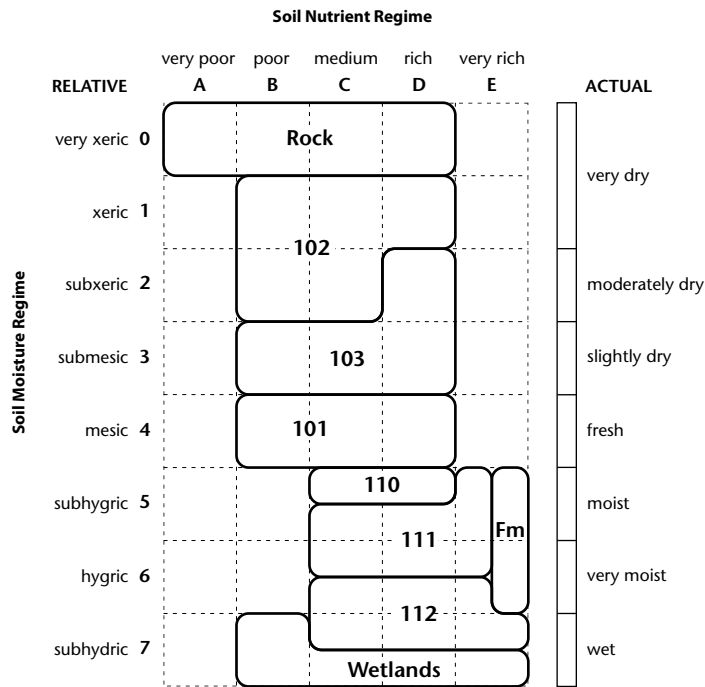 Soil Nutrient Regime
very poor poor medium rich very rich
RELATIVE A B C D E ACTUAL
very xeric 0 Rock
very dry
xeric 1
102
subxeric 2 moderately dry
submesic 3 103 slightly dry
mesic 4 101 fresh
110
subhygric 5 moist
Fm
111
hygric 6 very moist
112
subhydric 7 wet
Wetlands
Soil Moisture Regime